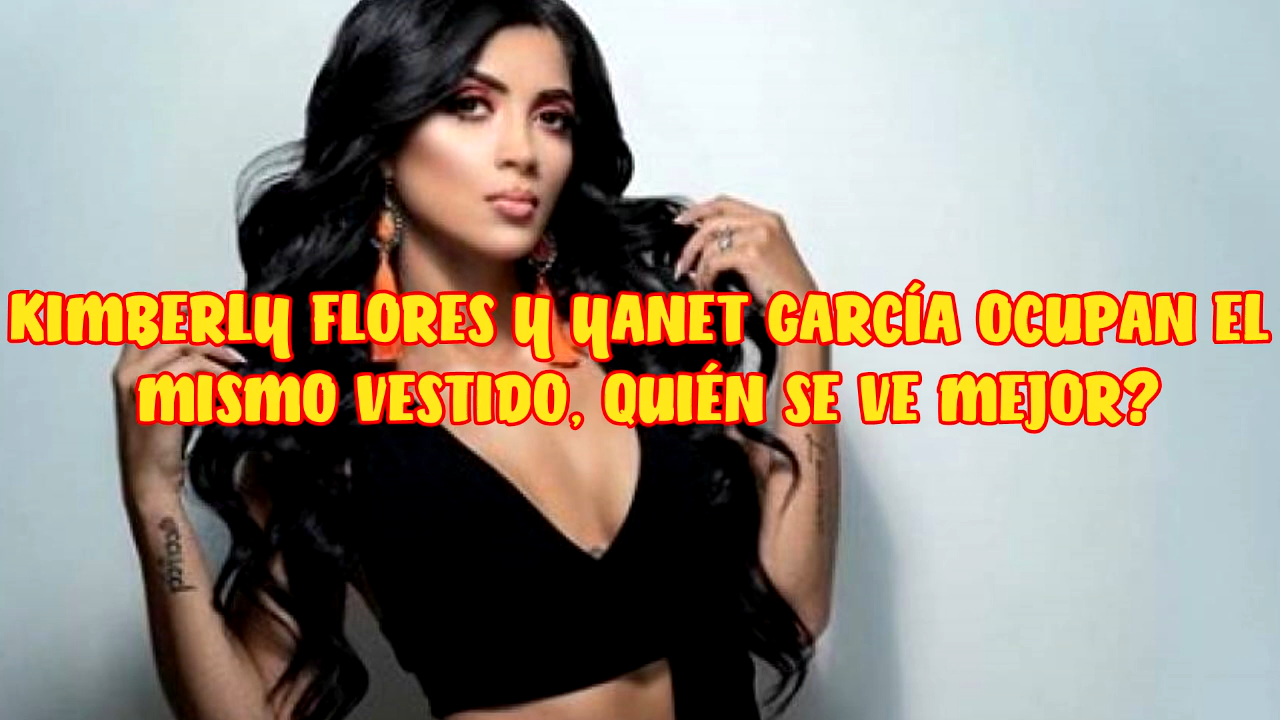 KIMBERLY FLORES Y YANET GARCÍA OCUPAN EL
MISMO VESTIDO, QUIÉN SE VE MEJOR?